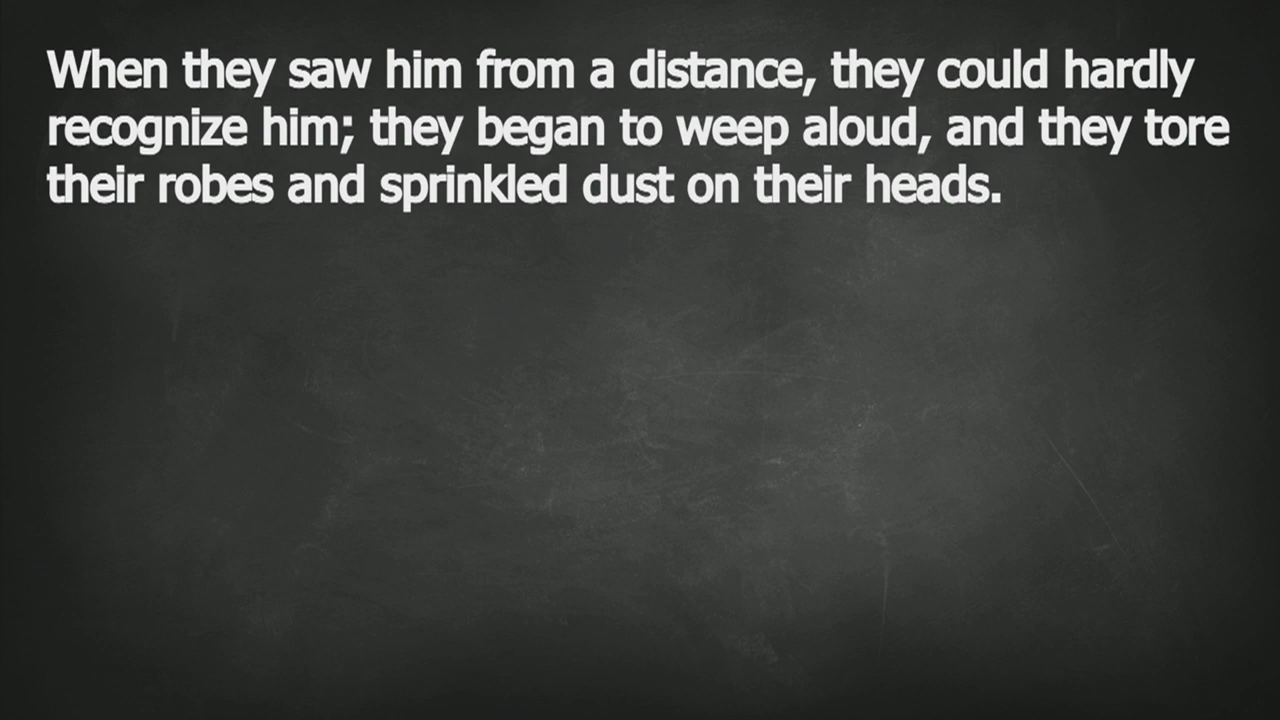 When they saw him from a distance, they could hardly
recognize him; they began to weep aloud, and they tore
their robes and sprinkled dust on their heads.